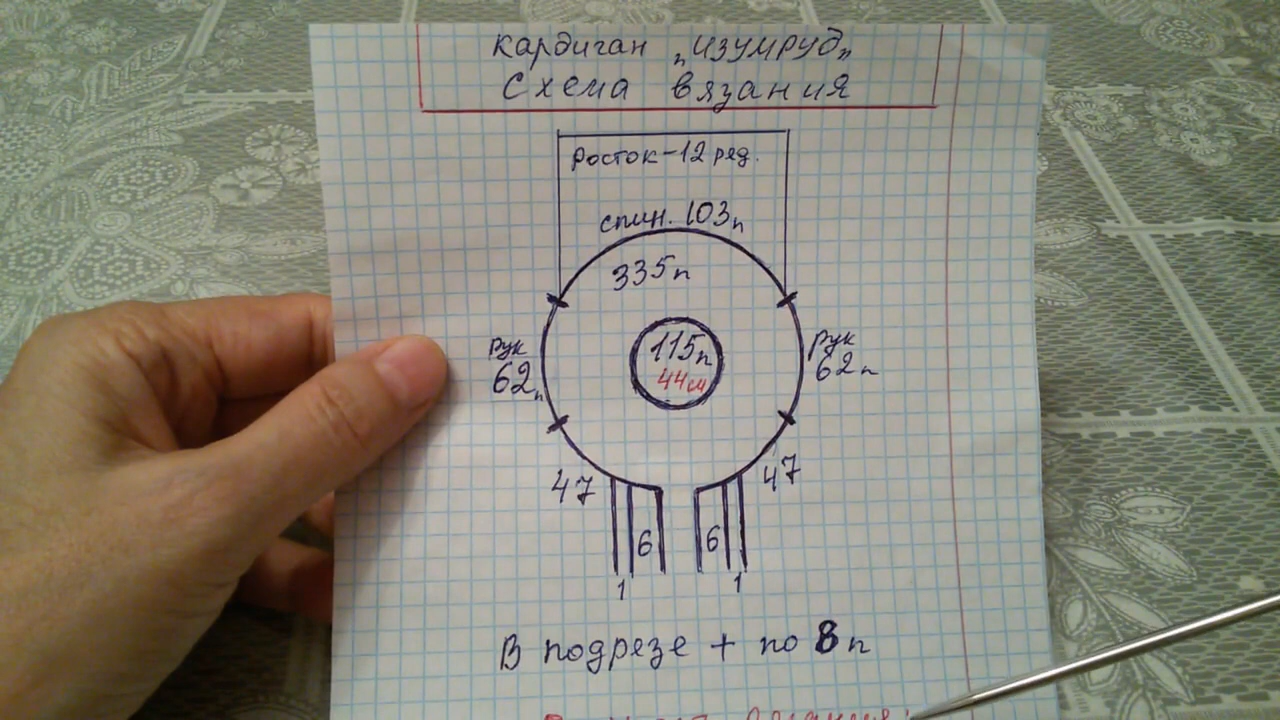 кардиган „изумруд"
Схема вязания
Росток-12 ряд.
спин. 103п
335п
115п
44см
Рук
62п
Рук
62п
47
47
6
6
1
1
В подрезе + по 8п